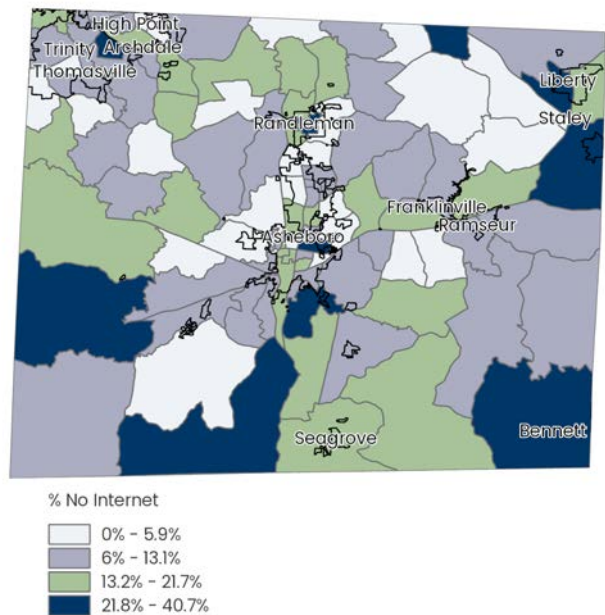 High Point
Trinity Archdale
Thomasville
Liberty
Staley
Randleman
Franklinville
Ramseur
Asheboro
Seagrove
Bennett
% No Internet
0% - 5.9%
6% - 13.1%
13.2% - 21.7%
21.8% - 40.7%